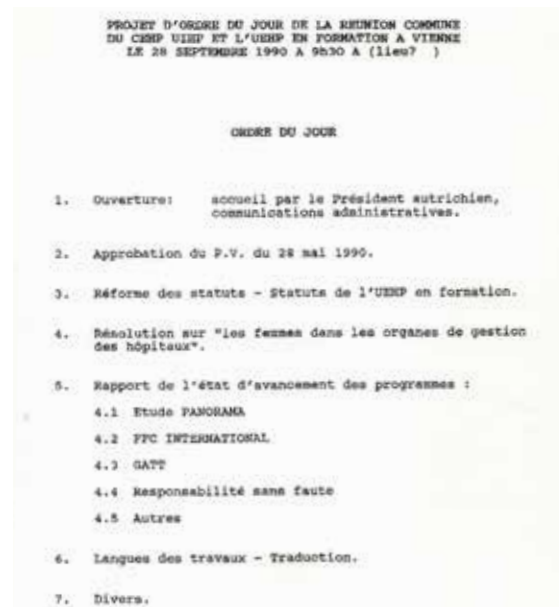 PROJET D'ORDRE DU JOUR DE LA REUNION COMMUNE
DU CEHP UIHP ET L'UEHP EN FORMATION A VIENNE
LE 28 SEPTEMBRE 1990 A 9h30 A (lieu? )
ORDRE DU JOUR
1. Ouverture: accueil par le Président autrichien,
communications administratives.
2. Approbation du P.V. du 28 mai 1990.
3. Réforme des statuts - Statuts de l'UEHP en formation.
4. Résolution sur "les femmes dans les organes de gestion
des hôpitaux".
5. Rapport de l'état d'avancement des programmes :
4.1 Etude PANORAMA
4.2 FFC INTERNATIONAL
4.3 GATT
4.4 Responsabilité sans faute
4.5 Autres
6. Langues des travaux - Traduction.
7. Divers.